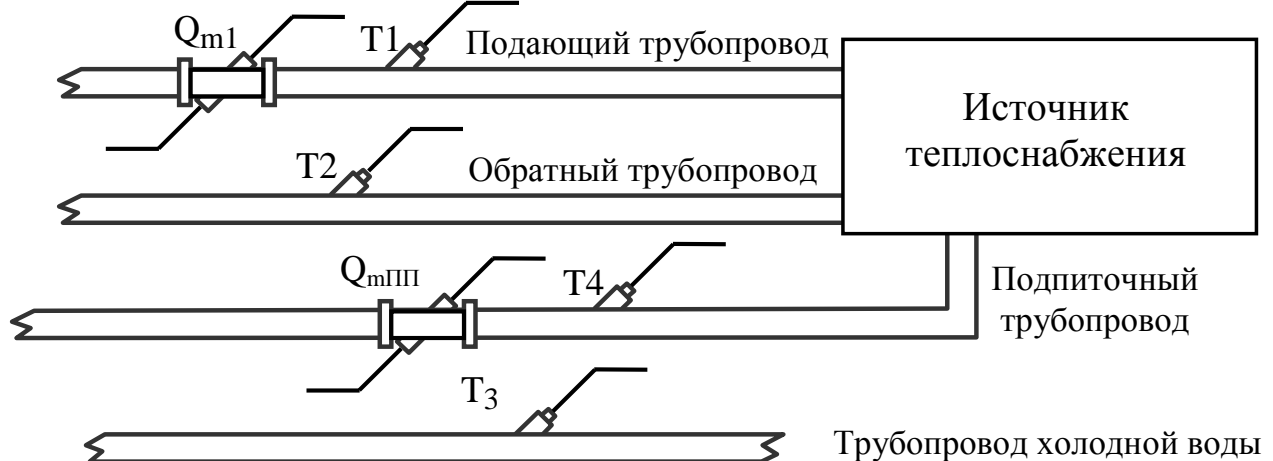 Qm1
T1
Подающий трубопровод
Источник
теплоснабжения
T2
Обратный трубопровод
QmПП
T4
Подпиточный
трубопровод
T3
Трубопровод холодной воды